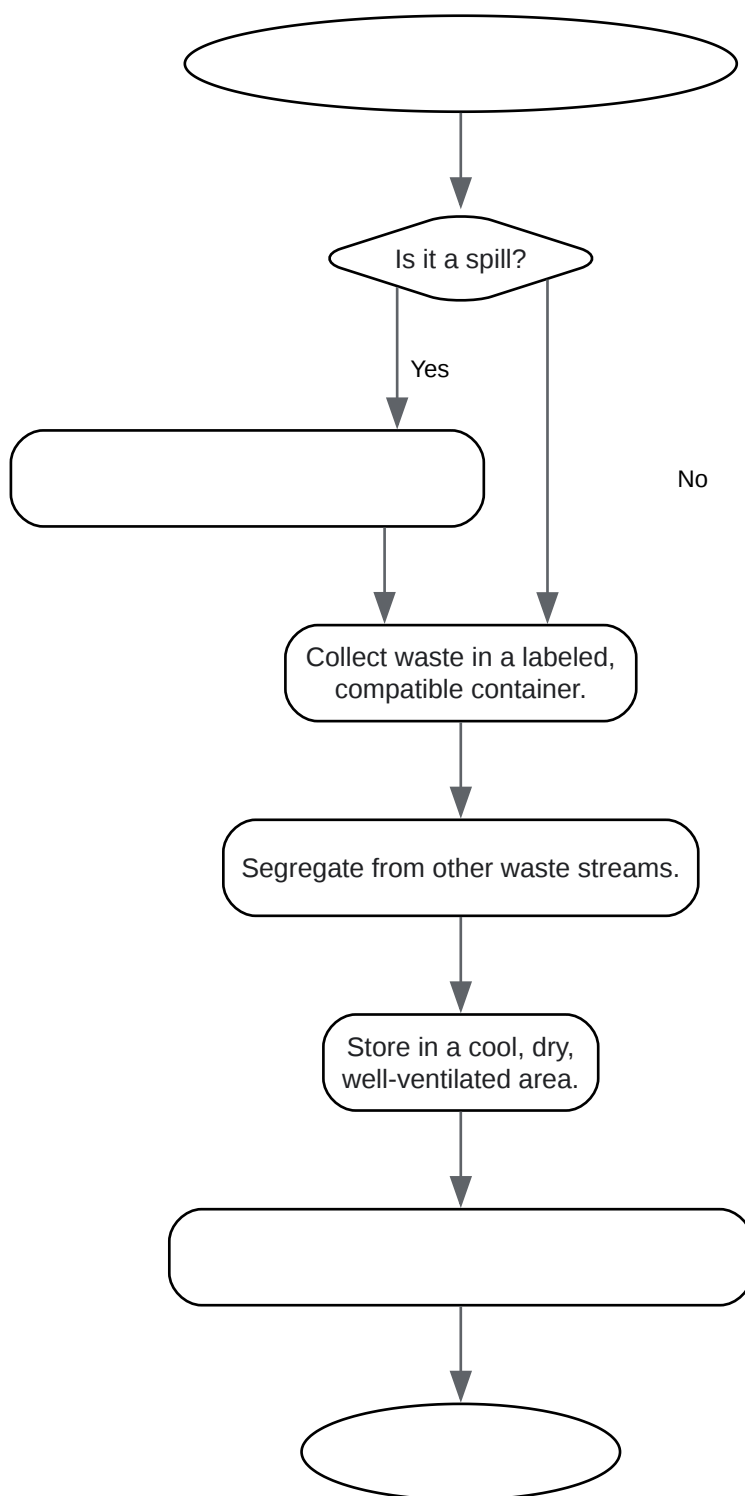 Is it a spill?
Yes
No
Collect waste in a labeled,
compatible container.
Segregate from other waste streams.
Store in a cool, dry,
well-ventilated area.